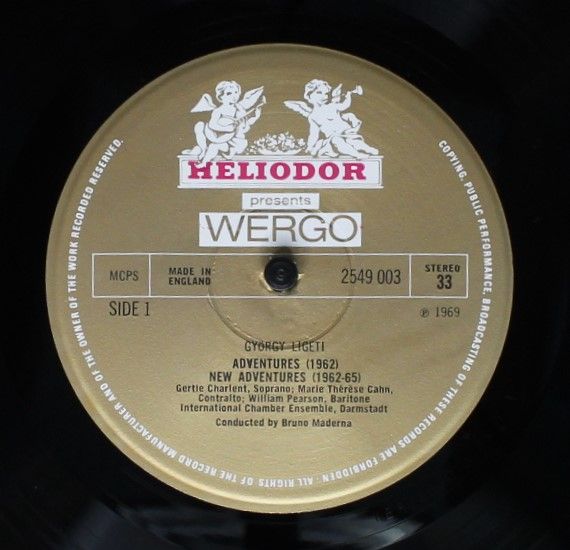 HELIODOR
presents
WERGO
MCPS
MADE IN
ENGLAND
2549 003
STEREO
33
SIDE 1
℗ 1969
GYÖRGY LIGETI
ADVENTURES (1962)
NEW ADVENTURES (1962-65)
Gertie Charlent, Soprano; Marie Thérèse Cahn,
Contralto; William Pearson, Baritone
International Chamber Ensemble, Darmstadt
Conducted by Bruno Maderna
COPYING, PUBLIC PERFORMANCE, BROADCASTING OF THESE RECORDS ARE FORBIDDEN : ALL RIGHTS OF THE RECORD MANUFACTURER AND OF THE OWNER OF THE WORK RECORDED RESERVED.